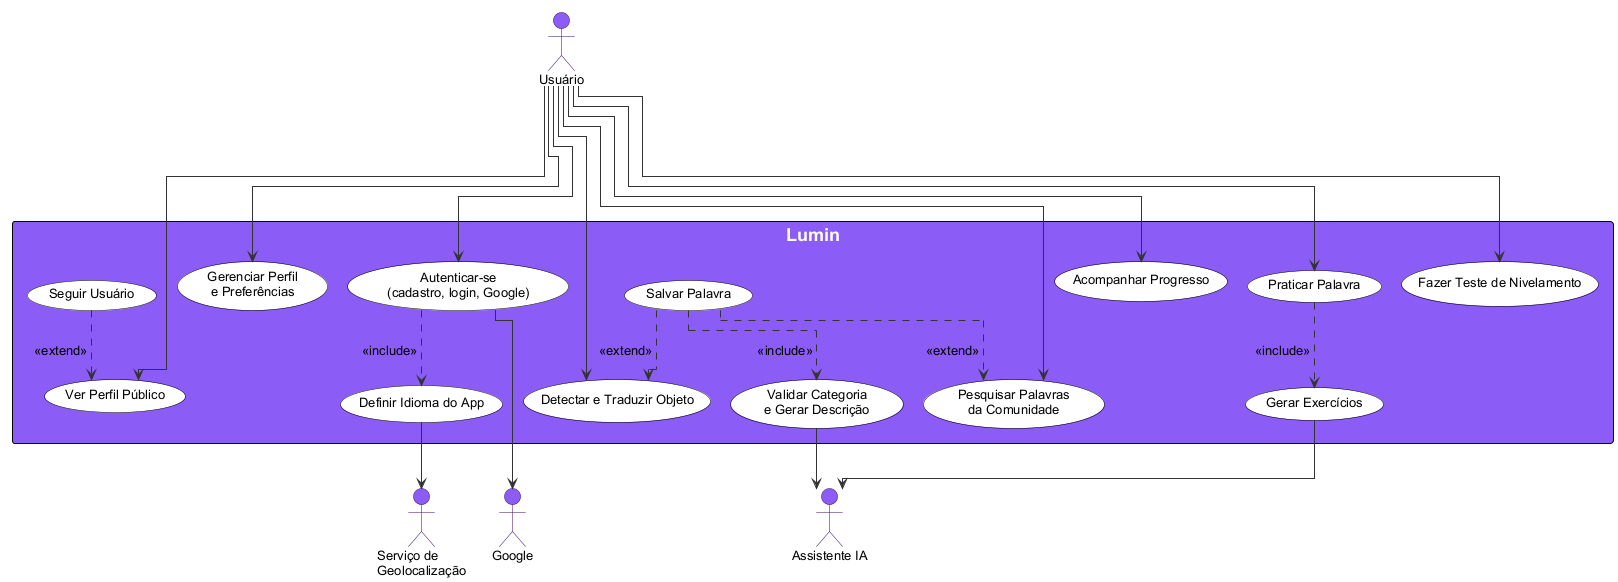 Usuário
Lumin
Gerenciar Perfil
e Preferências
Autenticar-se
(cadastro, login, Google)
Seguir Usuário
Salvar Palavra
Acompanhar Progresso
Praticar Palavra
Fazer Teste de Nivelamento
«extend»
«include»
«extend»
«include»
«extend»
«include»
Ver Perfil Público
Definir Idioma do App
Detectar e Traduzir Objeto
Validar Categoria
e Gerar Descrição
Pesquisar Palavras
da Comunidade
Gerar Exercícios
Serviço de
Geolocalização
Google
Assistente IA